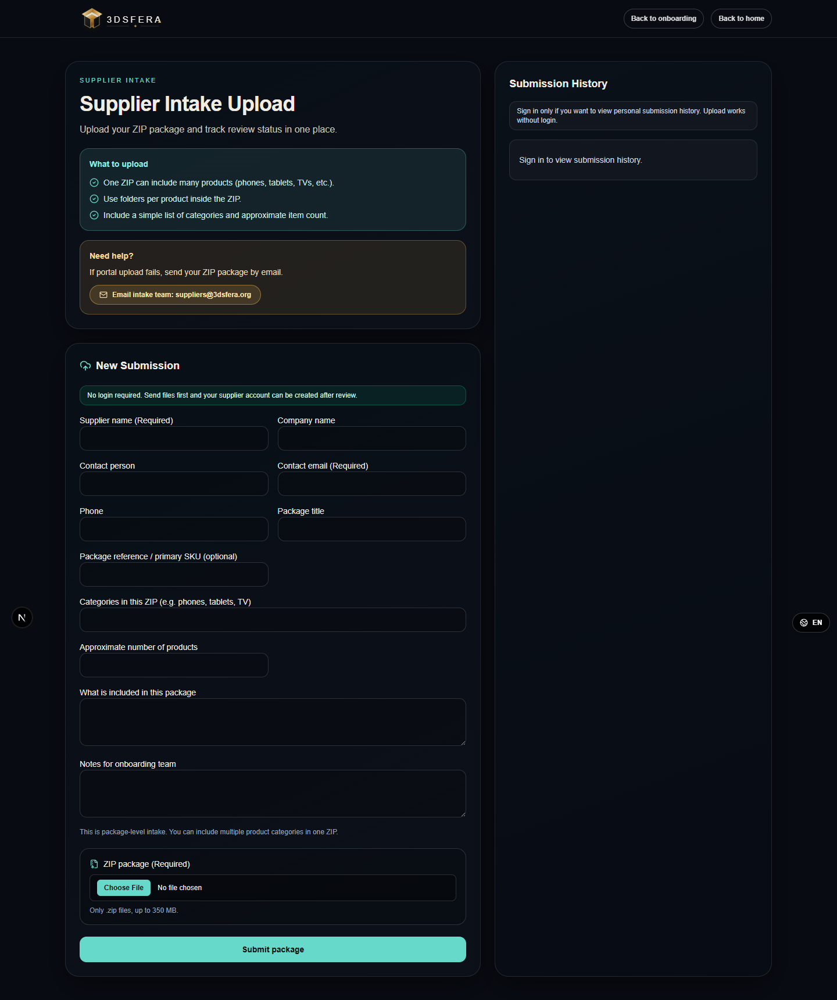 3DSFERA
Back to onboarding
Back to home
SUPPLIER INTAKE
Supplier Intake Upload
Upload your ZIP package and track review status in one place.
What to upload
One ZIP can include many products (phones, tablets, TVs, etc.).
Use folders per product inside the ZIP.
Include a simple list of categories and approximate item count.
Need help?
If portal upload fails, send your ZIP package by email.
Email intake team: suppliers@3dsfera.org
New Submission
No login required. Send files first and your supplier account can be created after review.
Supplier name (Required)
Company name
Contact person
Contact email (Required)
Phone
Package title
Package reference / primary SKU (optional)
Categories in this ZIP (e.g. phones, tablets, TV)
Approximate number of products
What is included in this package
Notes for onboarding team
This is package-level intake. You can include multiple product categories in one ZIP.
ZIP package (Required)
Choose File
No file chosen
Only .zip files, up to 350 MB.
Submit package
Submission History
Sign in only if you want to view personal submission history. Upload works
without login.
Sign in to view submission history.
N
EN